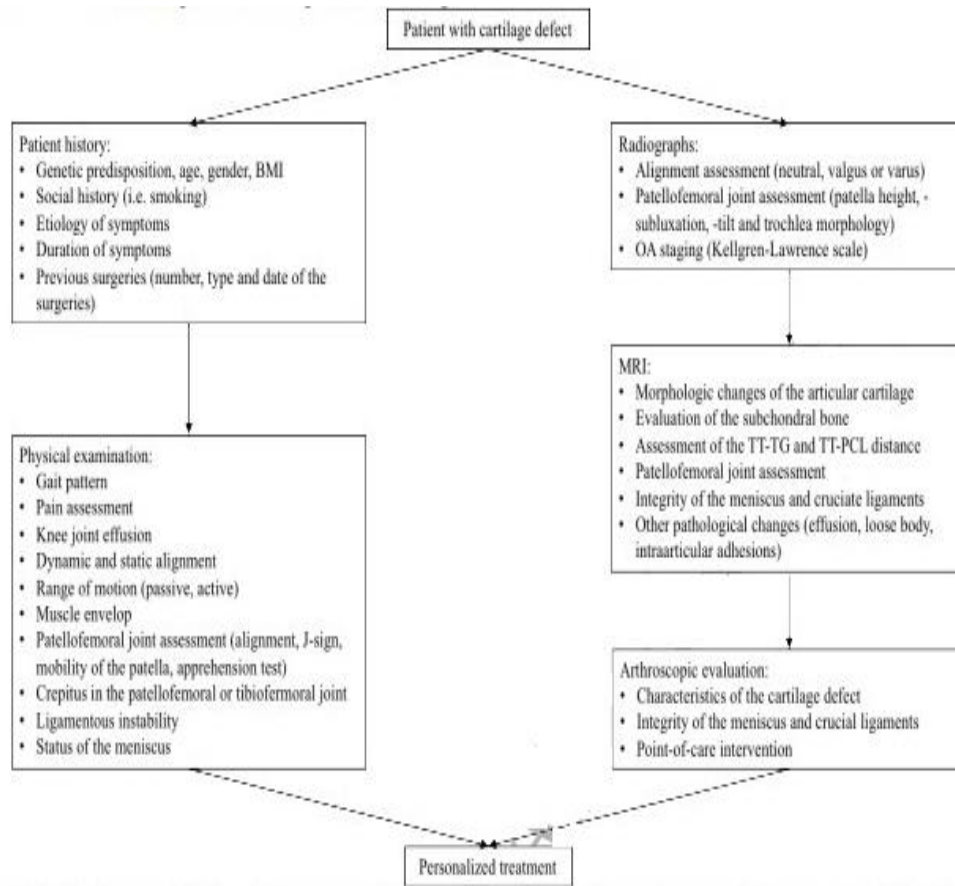 Patient with cartilage defect
Patient history:
• Genetic predisposition, age, gender, BMI
• Social history (i.e. smoking)
• Etiology of symptoms
• Duration of symptoms
• Previous surgeries (number, type and date of the
surgeries)
Physical examination:
• Gait pattern
• Pain assessment
• Knee joint effusion
• Dynamic and static alignment
• Range of motion (passive, active)
• Muscle envelop
• Patellofemoral joint assessment (alignment, J-sign,
mobility of the patella, apprehension test)
• Crepitus in the patellofemoral or tibiofermoral joint
• Ligamentous instability
• Status of the meniscus
Radiographs:
• Alignment assessment (neutral, valgus or varus)
• Patellofemoral joint assessment (patella height, -
subluxation, -tilt and trochlea morphology)
• OA staging (Kellgren-Lawrence scale)
MRI:
• Morphologic changes of the articular cartilage
• Evaluation of the subchondral bone
• Assessment of the TT-TG and TT-PCL distance
• Patellofemoral joint assessment
• Integrity of the meniscus and cruciate ligaments
• Other pathological changes (effusion, loose body,
intraarticular adhesions)
Arthroscopic evaluation:
• Characteristics of the cartilage defect
• Integrity of the meniscus and crucial ligaments
• Point-of-care intervention
Personalized treatment